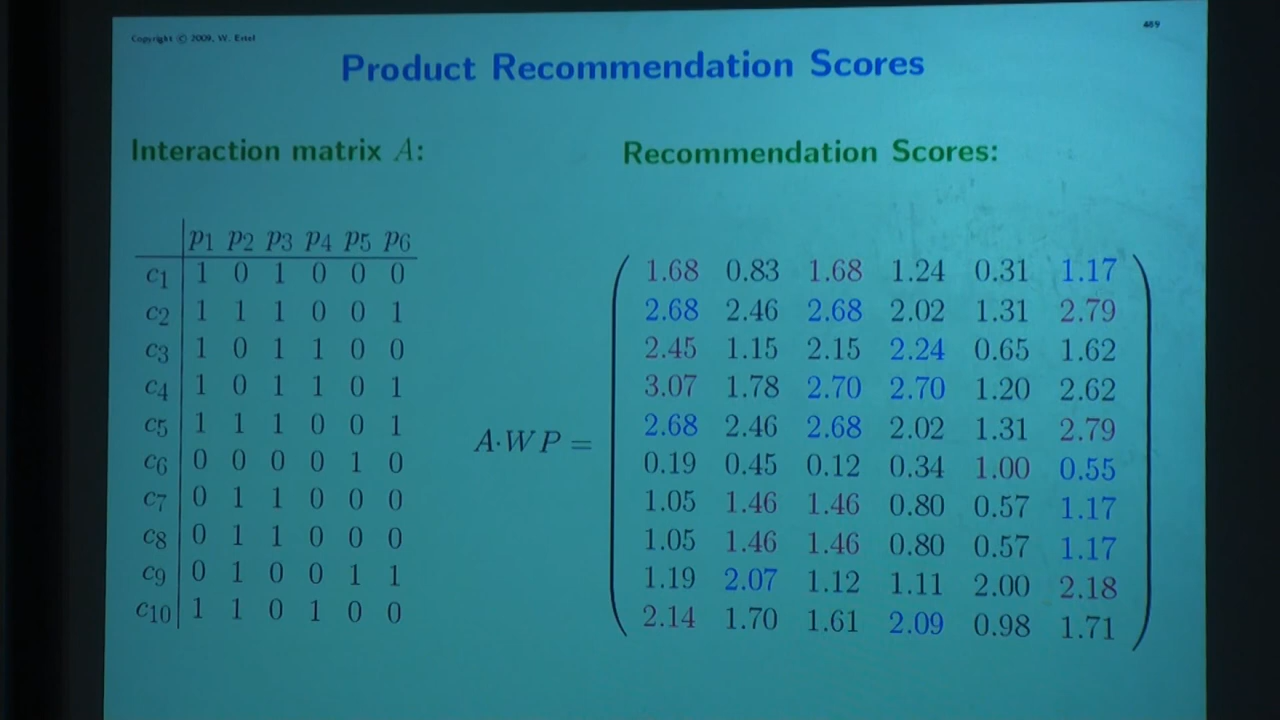 Copyright © 2009, W. Ertel
489
Product Recommendation Scores
Interaction matrix A:
Recommendation Scores:
p1 p2 p3 p4 p5 p6
c1 1 0 1 0 0 0
c2 1 1 1 0 0 1
c3 1 0 1 1 0 0
c4 1 0 1 1 0 1
c5 1 1 1 0 0 1
c6 0 0 0 0 1 0
c7 0 1 1 0 0 0
c8 0 1 1 0 0 0
c9 0 1 0 0 1 1
c10 1 1 0 1 0 0
A·WP =
1.68 0.83 1.68 1.24 0.31 1.17
2.68 2.46 2.68 2.02 1.31 2.79
2.45 1.15 2.15 2.24 0.65 1.62
3.07 1.78 2.70 2.70 1.20 2.62
2.68 2.46 2.68 2.02 1.31 2.79
0.19 0.45 0.12 0.34 1.00 0.55
1.05 1.46 1.46 0.80 0.57 1.17
1.05 1.46 1.46 0.80 0.57 1.17
1.19 2.07 1.12 1.11 2.00 2.18
2.14 1.70 1.61 2.09 0.98 1.71